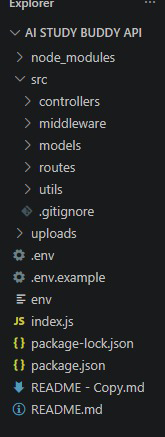 Explorer
AI STUDY BUDDY API
node_modules
src
controllers
middleware
models
routes
utils
.gitignore
uploads
.env
.env.example
env
JS index.js
{} package-lock.json
{} package.json
README - Copy.md
README.md